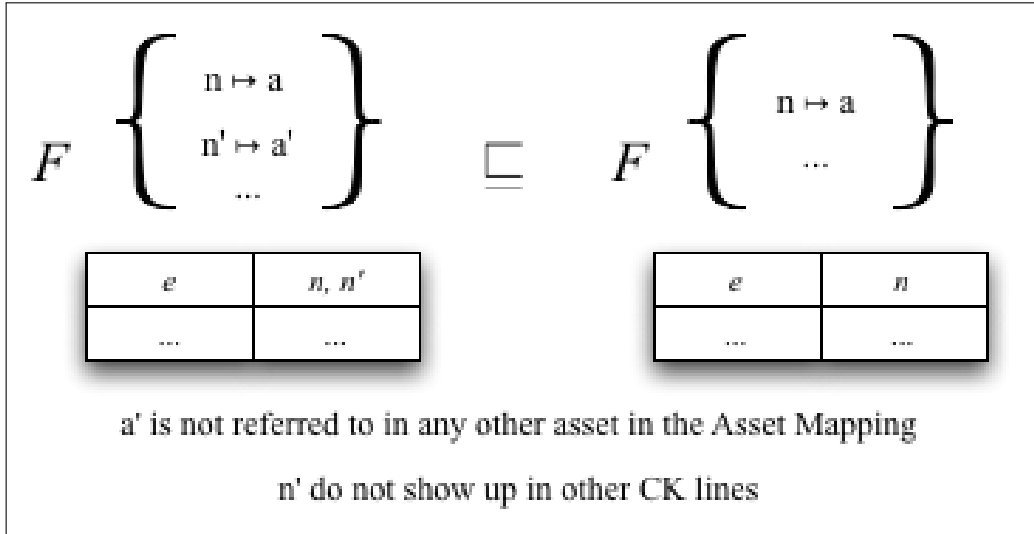 F { n ↦ a } ⊑ F { n ↦ a }
n' ↦ a' ...
...
e n, n' e n
... ... ... ...
a' is not referred to in any other asset in the Asset Mapping
n' do not show up in other CK lines